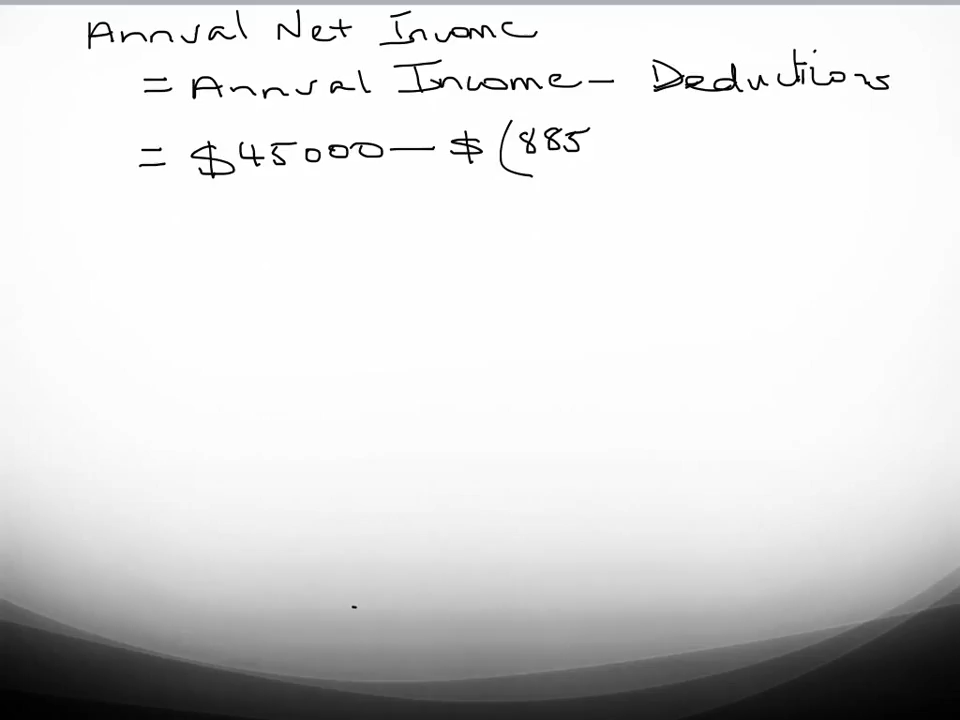 Annual Net Income
= Annual Income - Deductions
= $45000 - $(885